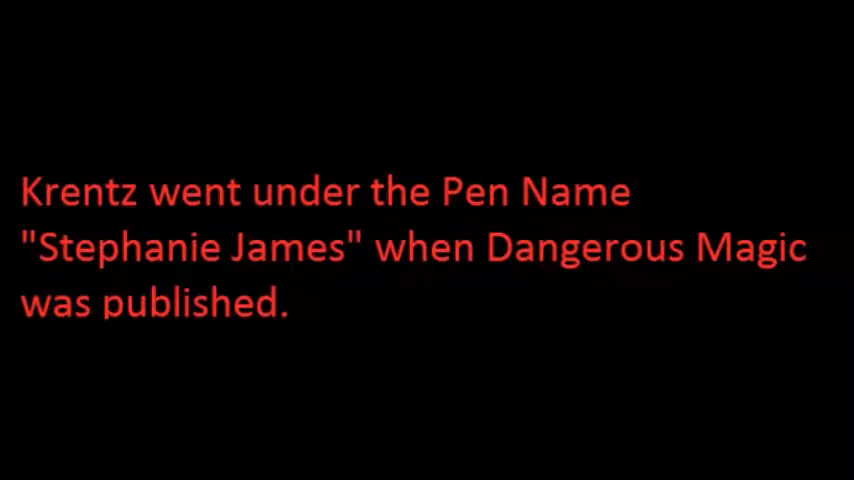 Krentz went under the Pen Name
"Stephanie James" when Dangerous Magic
was published.